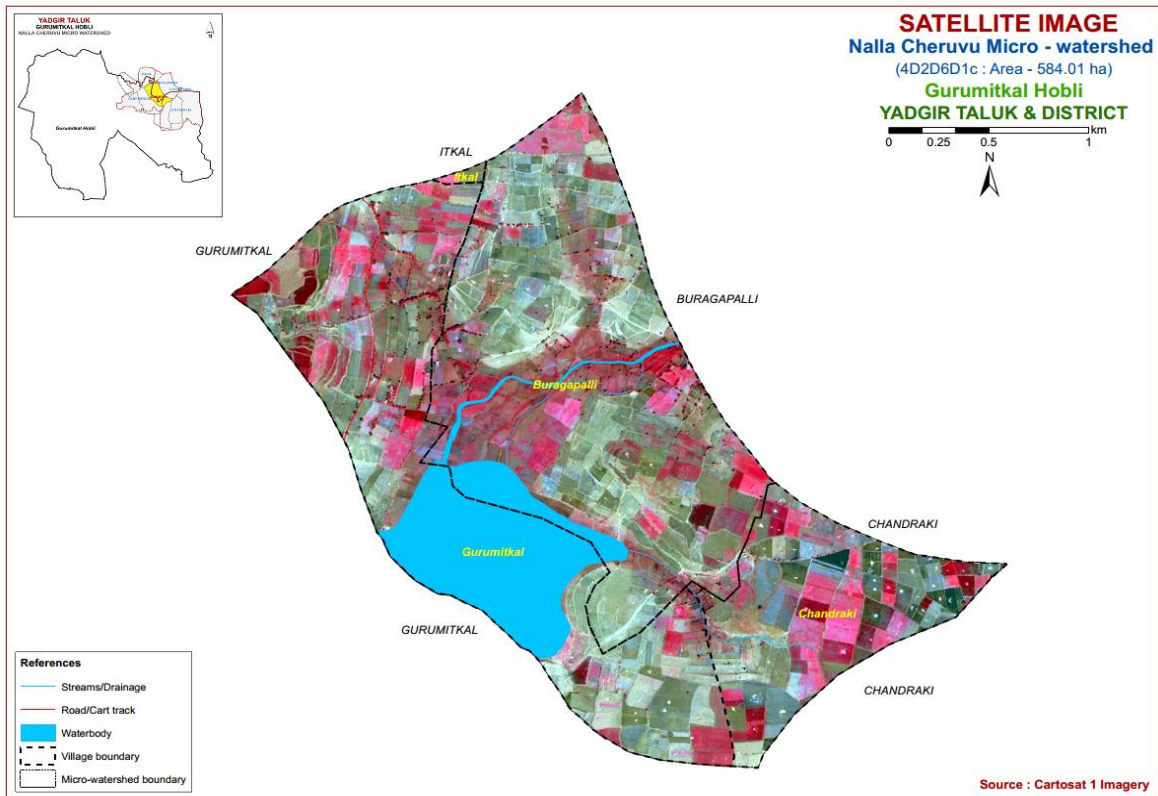 YADGIR TALUK
GURUMITKAL HOBLI
NALLA CHERUVU MICRO WATERSHED
N
Gurumitkal Hobli
SATELLITE IMAGE
Nalla Cheruvu Micro - watershed
(4D2D6D1c : Area - 584.01 ha)
Gurumitkal Hobli
YADGIR TALUK & DISTRICT
km
0 0.25 0.5 1
N
ITKAL
Itkal
GURUMITKAL
BURAGAPALLI
Buragapalli
CHANDRAKI
Gurumitkal
Chandraki
GURUMITKAL
CHANDRAKI
References
Streams/Drainage
Road/Cart track
Waterbody
Village boundary
Micro-watershed boundary
Source : Cartosat 1 Imagery